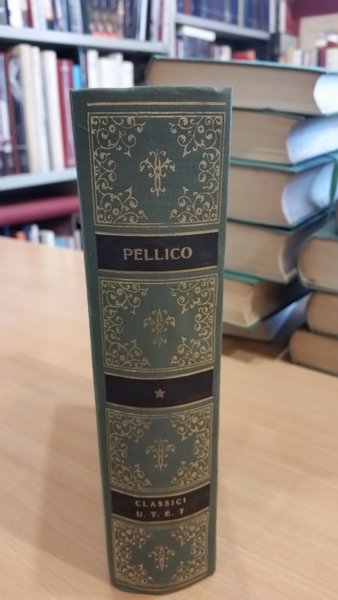 PELLICO
*
CLASSICI
U. T. E. T